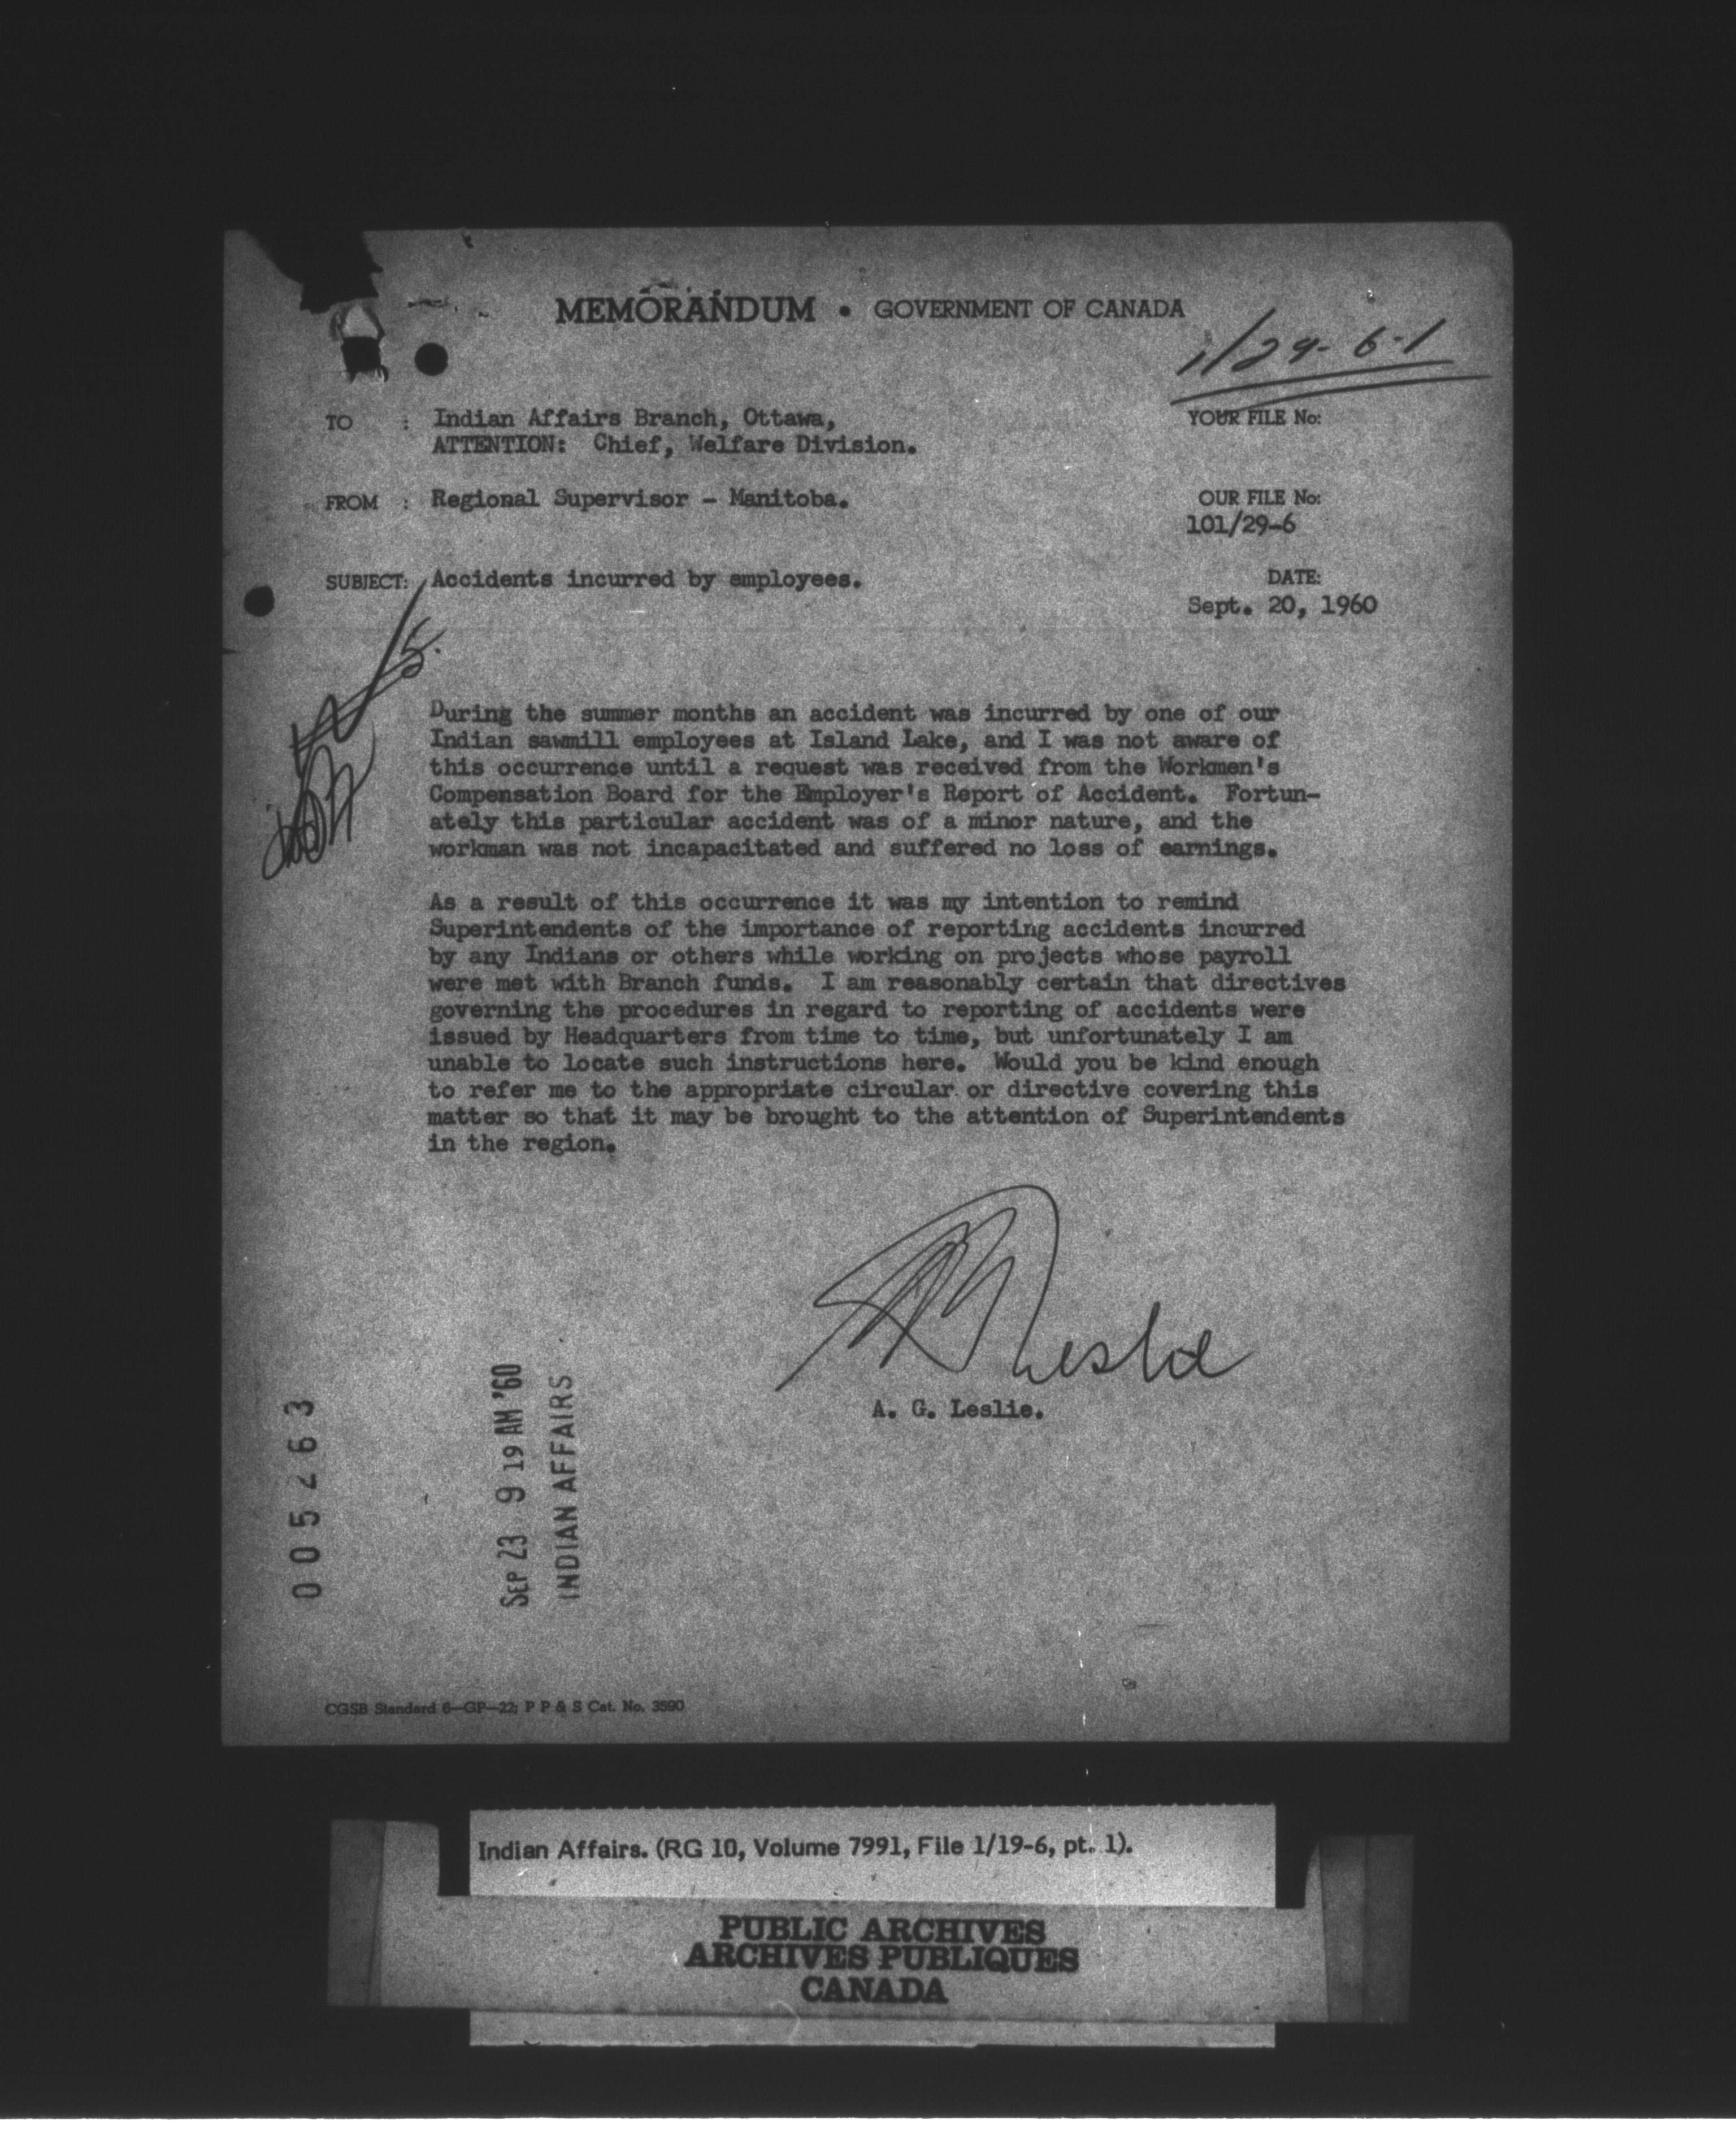 MEMORANDUM • GOVERNMENT OF CANADA
1/29-6-1
TO : Indian Affairs Branch, Ottawa,
ATTENTION: Chief, Welfare Division.
YOUR FILE No:
FROM : Regional Supervisor - Manitoba.
OUR FILE No:
101/29-6
SUBJECT: Accidents incurred by employees.
DATE:
Sept. 20, 1960
During the summer months an accident was incurred by one of our
Indian sawmill employees at Island Lake, and I was not aware of
this occurrence until a request was received from the Workmen's
Compensation Board for the Employer's Report of Accident. Fortun-
ately this particular accident was of a minor nature, and the
workman was not incapacitated and suffered no loss of earnings.
As a result of this occurrence it was my intention to remind
Superintendents of the importance of reporting accidents incurred
by any Indians or others while working on projects whose payroll
were met with Branch funds. I am reasonably certain that directives
governing the procedures in regard to reporting of accidents were
issued by Headquarters from time to time, but unfortunately I am
unable to locate such instructions here. Would you be kind enough
to refer me to the appropriate circular or directive covering this
matter so that it may be brought to the attention of Superintendents
in the region.
A. G. Leslie.
005263
SEP 23 9 19 AM '60
INDIAN AFFAIRS
CGSB Standard 6-GP-22; P P & S Cat. No. 3590
Indian Affairs. (RG 10, Volume 7991, File 1/19-6, pt. 1).
PUBLIC ARCHIVES
ARCHIVES PUBLIQUES
CANADA